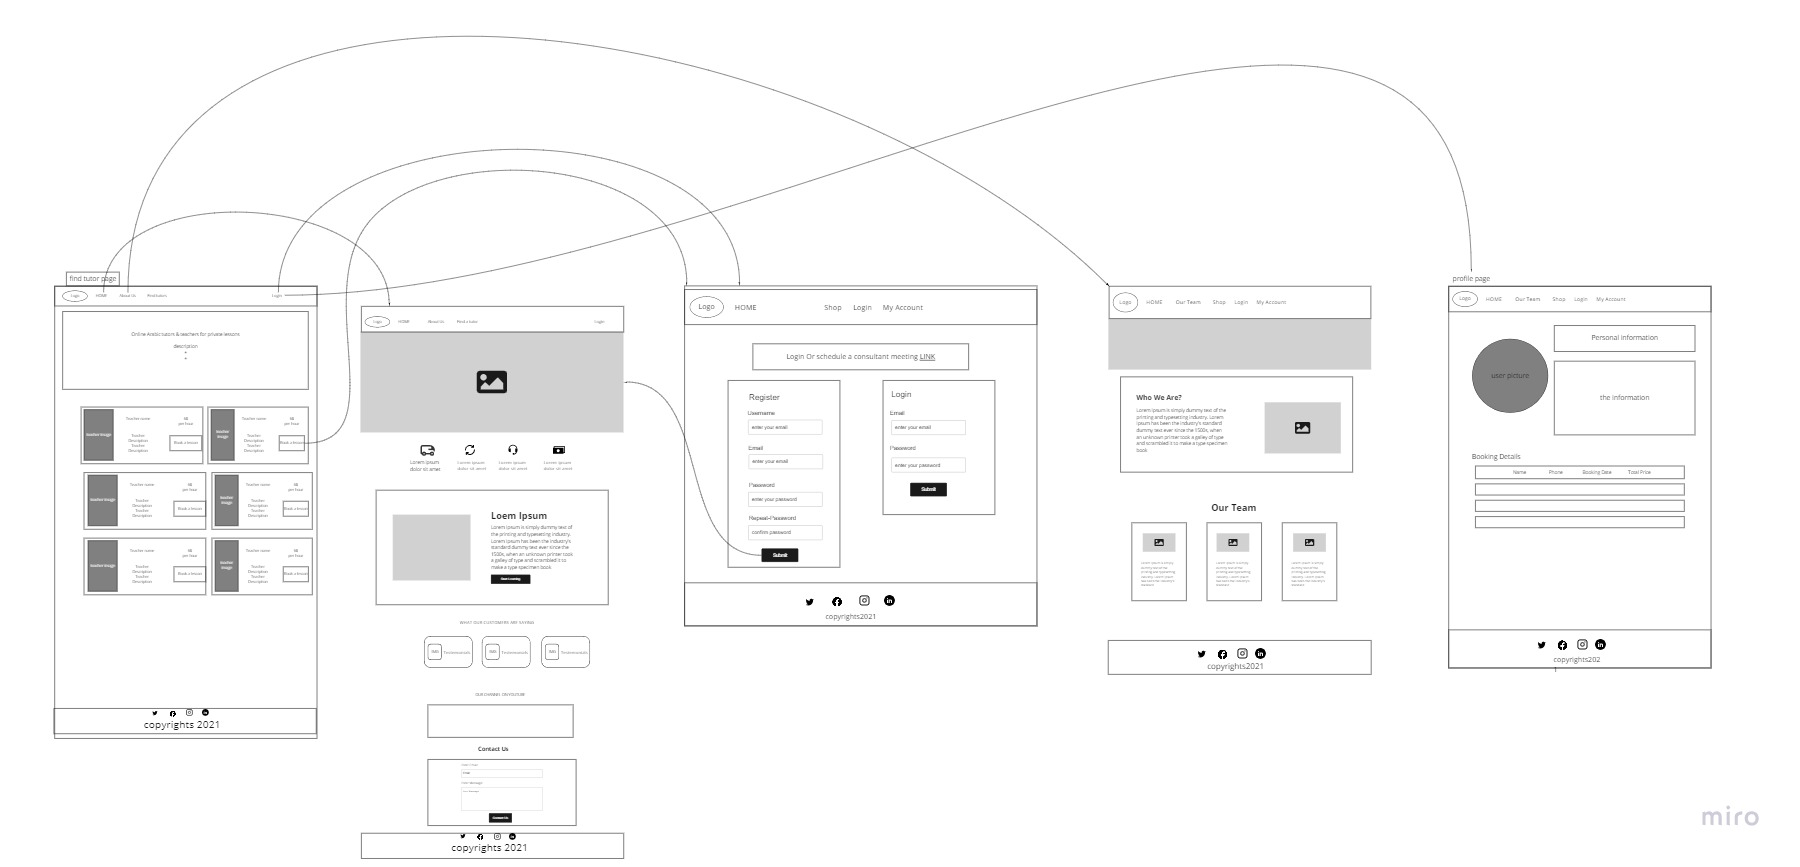 find tutor page
Logo
HOME
About Us
Find tutors
Login
Online Arabic tutors & teachers for private lessons
description
teacher image
Teacher name
per hour
Teacher
Description
Teacher
Description
Book a lesson
teacher
image
Teacher name
per hour
Teacher
Description
Teacher
Description
Book a lesson
teacher image
Teacher name
per hour
Teacher
Description
Teacher
Description
Book a lesson
teacher
image
Teacher name
per hour
Teacher
Description
Teacher
Description
Book a lesson
teacher image
Teacher name
per hour
Teacher
Description
Teacher
Description
Book a lesson
teacher
image
Teacher name
per hour
Teacher
Description
Teacher
Description
Book a lesson
copyrights 2021
Logo
HOME
About Us
Find a tutor
Login
Lorem ipsum
dolor sit amet
Lorem ipsum
dolor sit amet
Lorem ipsum
dolor sit amet
Lorem ipsum
dolor sit amet
Loem Ipsum
Lorem Ipsum is simply dummy text of
the printing and typesetting industry.
Lorem Ipsum has been the industry's
standard dummy text ever since the
1500s, when an unknown printer took
a galley of type and scrambled it to
make a type specimen book.
Start Learning
WHAT OUR CUSTOMERS ARE SAYING
IMG Testemonials
IMG Testemonials
IMG Testemonials
OUR CHANNEL ON YOUTUBE
Contact Us
Contact Us
copyrights 2021
Logo
HOME
Shop
Login
My Account
Login Or schedule a consultant meeting LINK
Register
Username
enter your email
Email
enter your email
Password
enter your password
Repeat-Password
confirm password
Submit
Login
Email
enter your email
Password
enter your password
Submit
copyrights2021
Logo
HOME
Our Team
Shop
Login
My Account
Who We Are?
Lorem Ipsum is simply dummy text of the
printing and typesetting industry. Lorem
Ipsum has been the industry's standard
dummy text ever since the 1500s, when
an unknown printer took a galley of type
and scrambled it to make a type specimen
book
Our Team
copyrights2021
profile page
Logo
HOME
Our Team
Shop
Login
My Account
user picture
Personal information
the information
Booking Details
Name
Phone
Booking Date
Total Price
copyrights202
miro